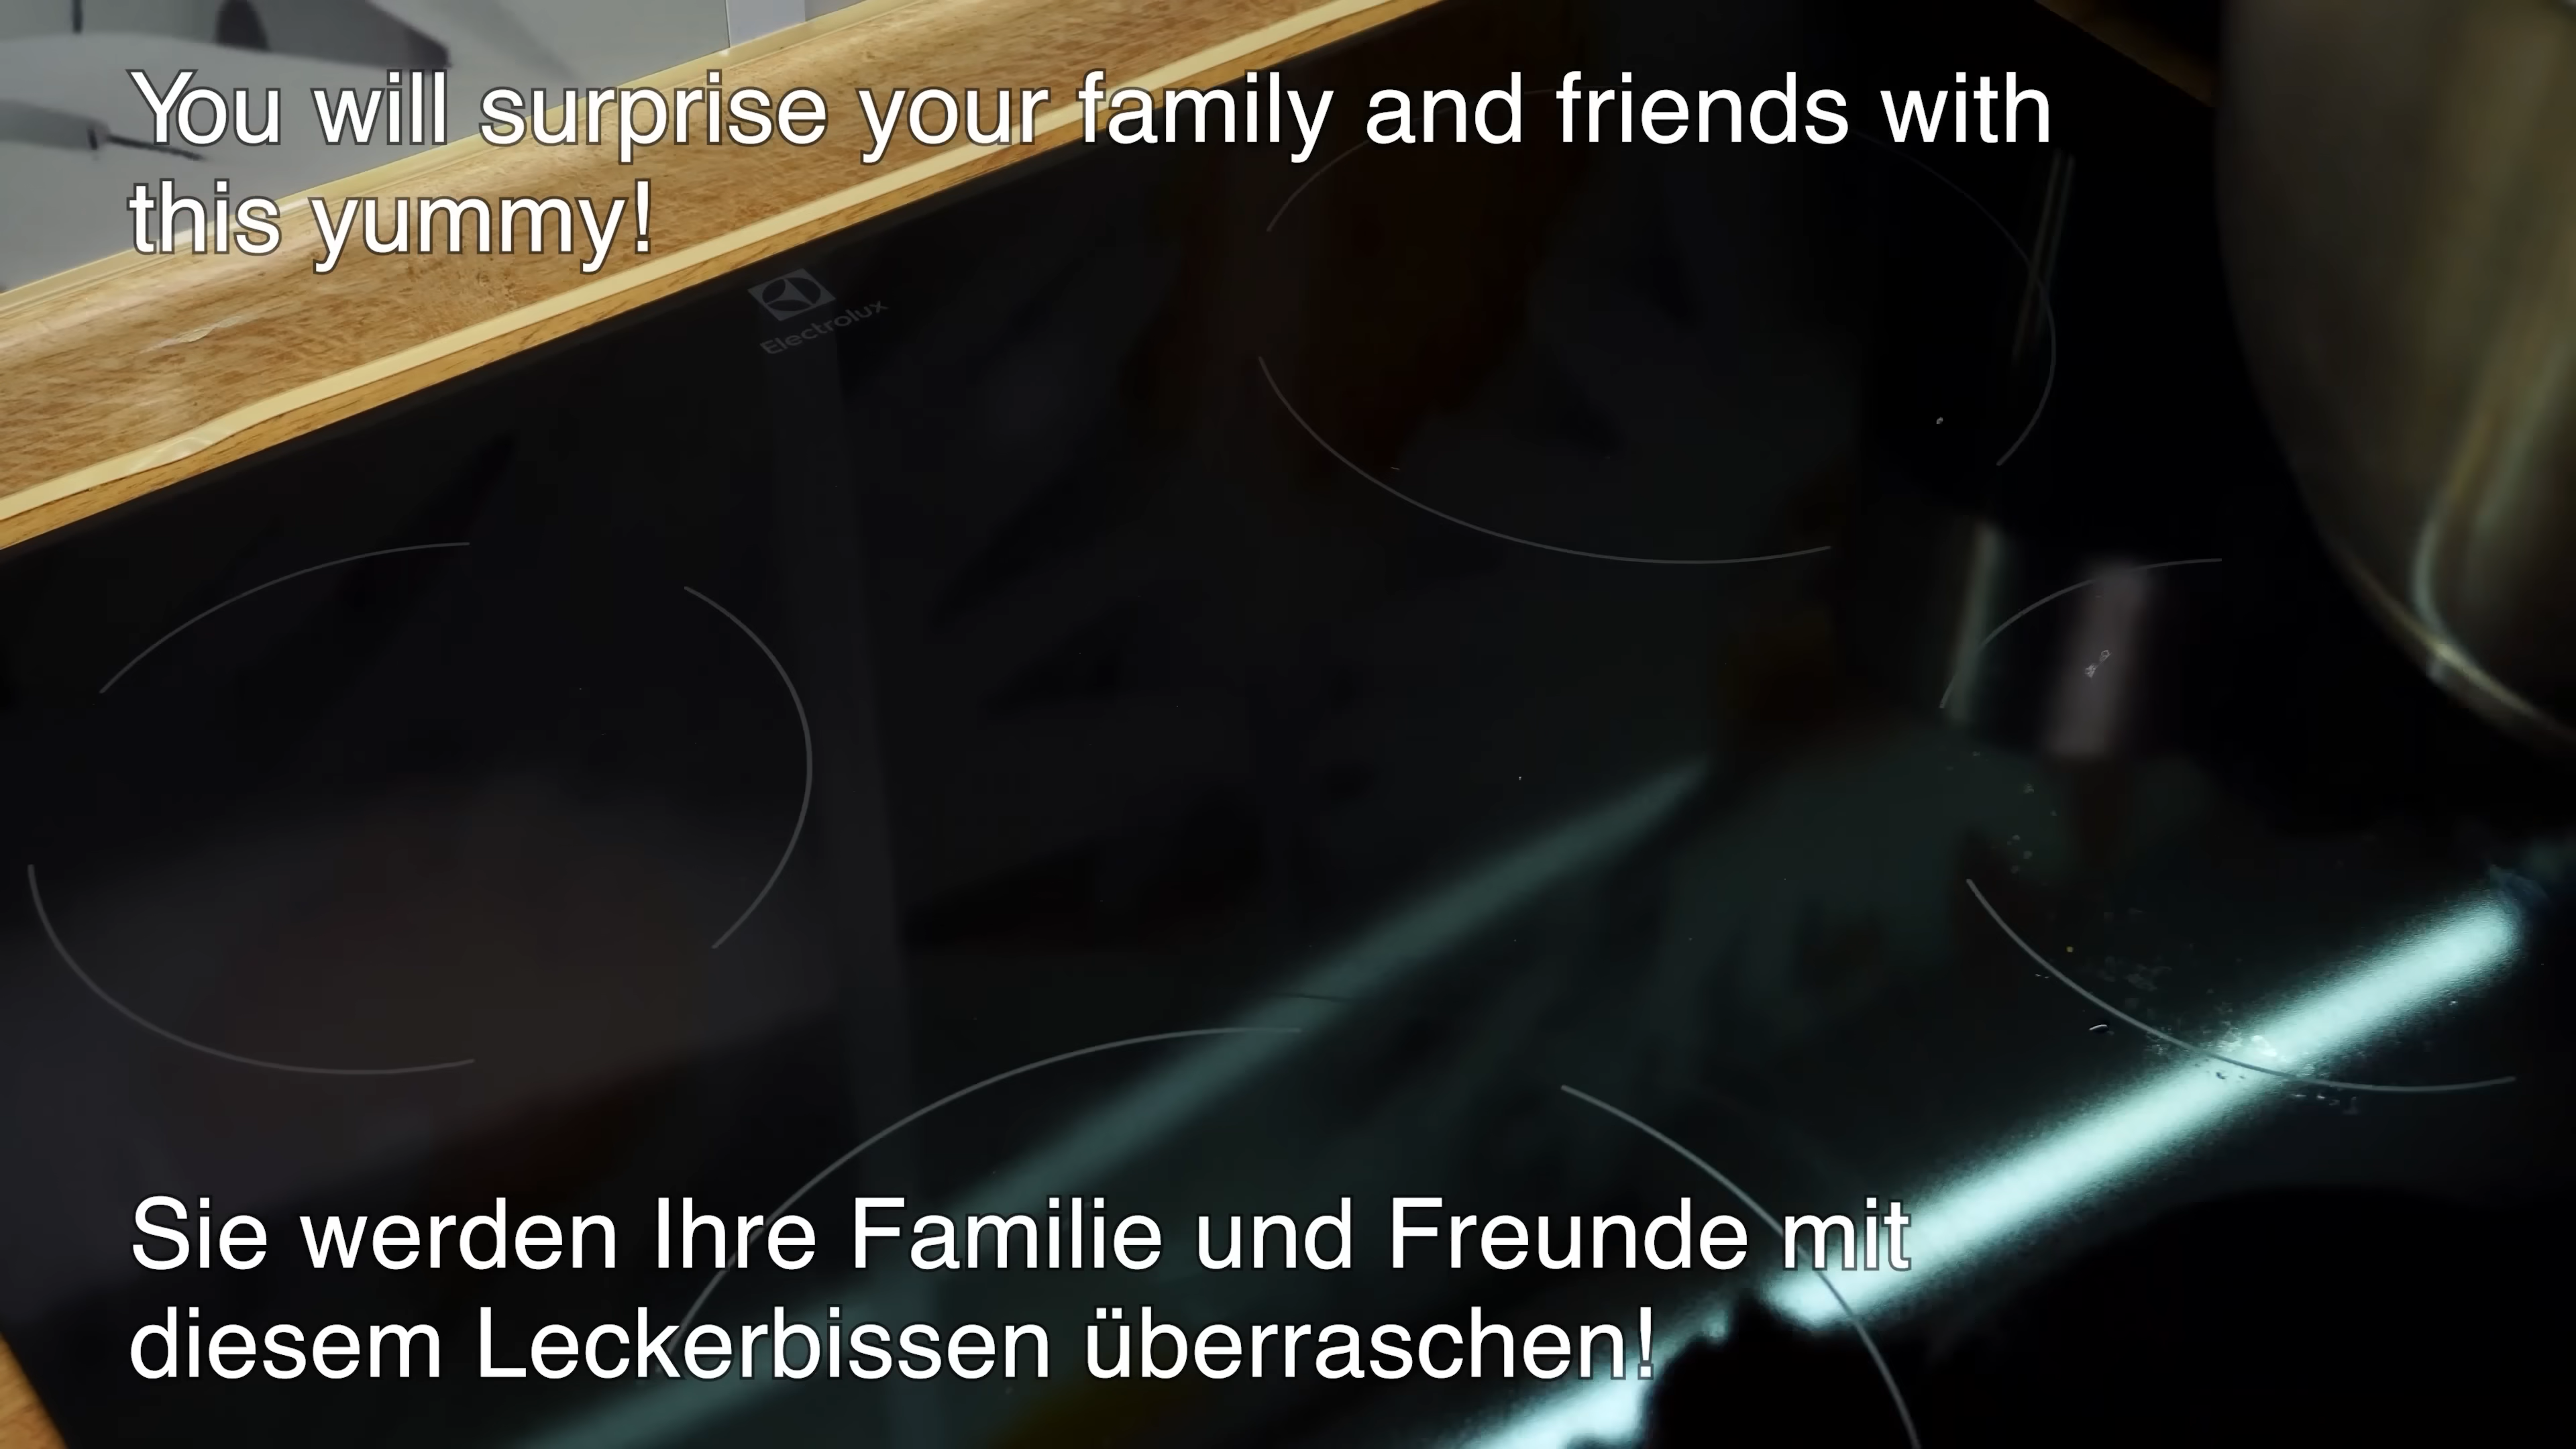 You will surprise your family and friends with
this yummy!
Electrolux
Sie werden Ihre Familie und Freunde mit
diesem Leckerbissen überraschen!